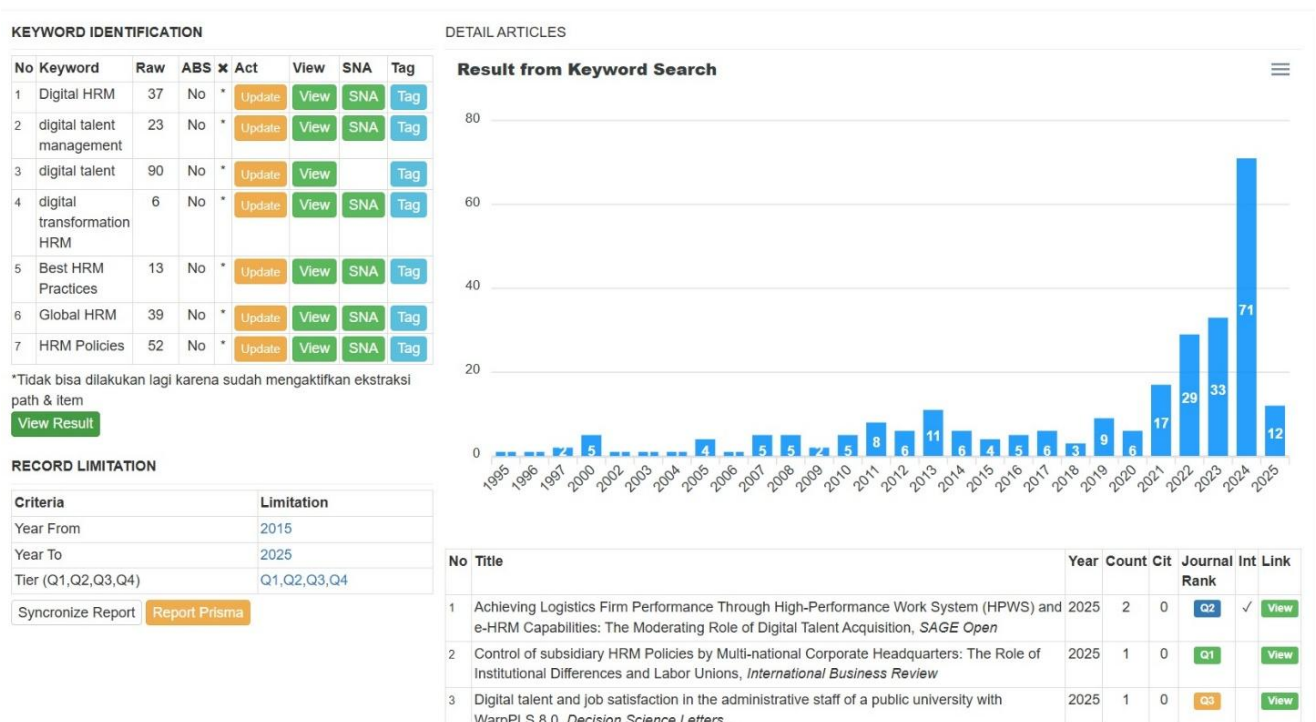 KEYWORD IDENTIFICATION
No Keyword Raw ABS × Act View SNA Tag
1 Digital HRM 37 No * Update View SNA Tag
2 digital talent 23 No * Update View SNA Tag
management
3 digital talent 90 No * Update View Tag
4 digital 6 No * Update View SNA Tag
transformation
HRM
5 Best HRM 13 No * Update View SNA Tag
Practices
6 Global HRM 39 No * Update View SNA Tag
7 HRM Policies 52 No * Update View SNA Tag
*Tidak bisa dilakukan lagi karena sudah mengaktifkan ekstraksi
path & item
View Result
RECORD LIMITATION
Criteria Limitation
Year From 2015
Year To 2025
Tier (Q1,Q2,Q3,Q4) Q1,Q2,Q3,Q4
Syncronize Report Report Prisma
DETAIL ARTICLES
Result from Keyword Search
80
60
40
20
0
2 5 4 5 5 2 5 8 6 11 6 4 5 6 3 9 6 17 29 33 71 12
1995 1996 1997 2000 2002 2003 2004 2005 2006 2007 2008 2009 2010 2011 2012 2013 2014 2015 2016 2017 2018 2019 2020 2021 2022 2023 2024 2025
No Title Year Count Cit Journal Int Link
Rank
1 Achieving Logistics Firm Performance Through High-Performance Work System (HPWS) and 2025 2 0 Q2 ✓ View
e-HRM Capabilities: The Moderating Role of Digital Talent Acquisition, SAGE Open
2 Control of subsidiary HRM Policies by Multi-national Corporate Headquarters: The Role of 2025 1 0 Q1 View
Institutional Differences and Labor Unions, International Business Review
3 Digital talent and job satisfaction in the administrative staff of a public university with 2025 1 0 Q3 View
WarpPLS 8.0, Decision Science Letters